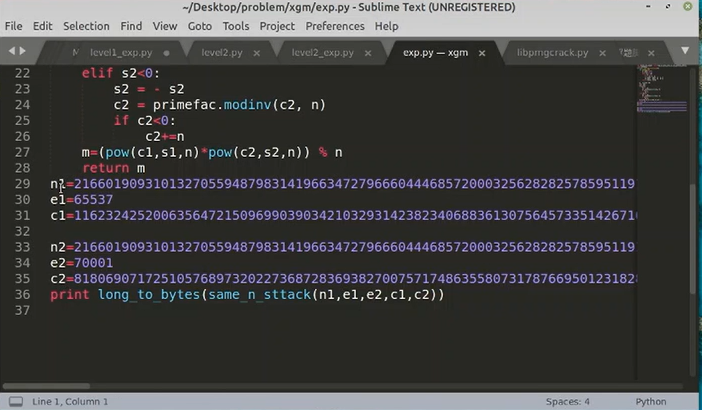 ~/Desktop/problem/xgm/exp.py - Sublime Text (UNREGISTERED)
File Edit Selection Find View Goto Tools Project Preferences Help
level1_exp.py level2.py level2_exp.py exp.py — xgm libpmgcrack.py
22 elif s2<0:
23 s2 = - s2
24 c2 = primefac.modinv(c2, n)
25 if c2<0:
26 c2+=n
27 m=(pow(c1,s1,n)*pow(c2,s2,n)) % n
28 return m
29 n1=216601909310132705594879831419663472796660444685720003256282825785951 19
30 e1=65537
31 c1=1162324252006356472150969903903421032931423823406883613075645733514267 1
32
33 n2=216601909310132705594879831419663472796660444685720003256282825785951 19
34 e2=70001
35 c2=818069071725105768973202273687283693827007571748635580731787669501231828
36 print long_to_bytes(same_n_sttack(n1,e1,e2,c1,c2))
37
Line 1, Column 1 Spaces: 4 Python